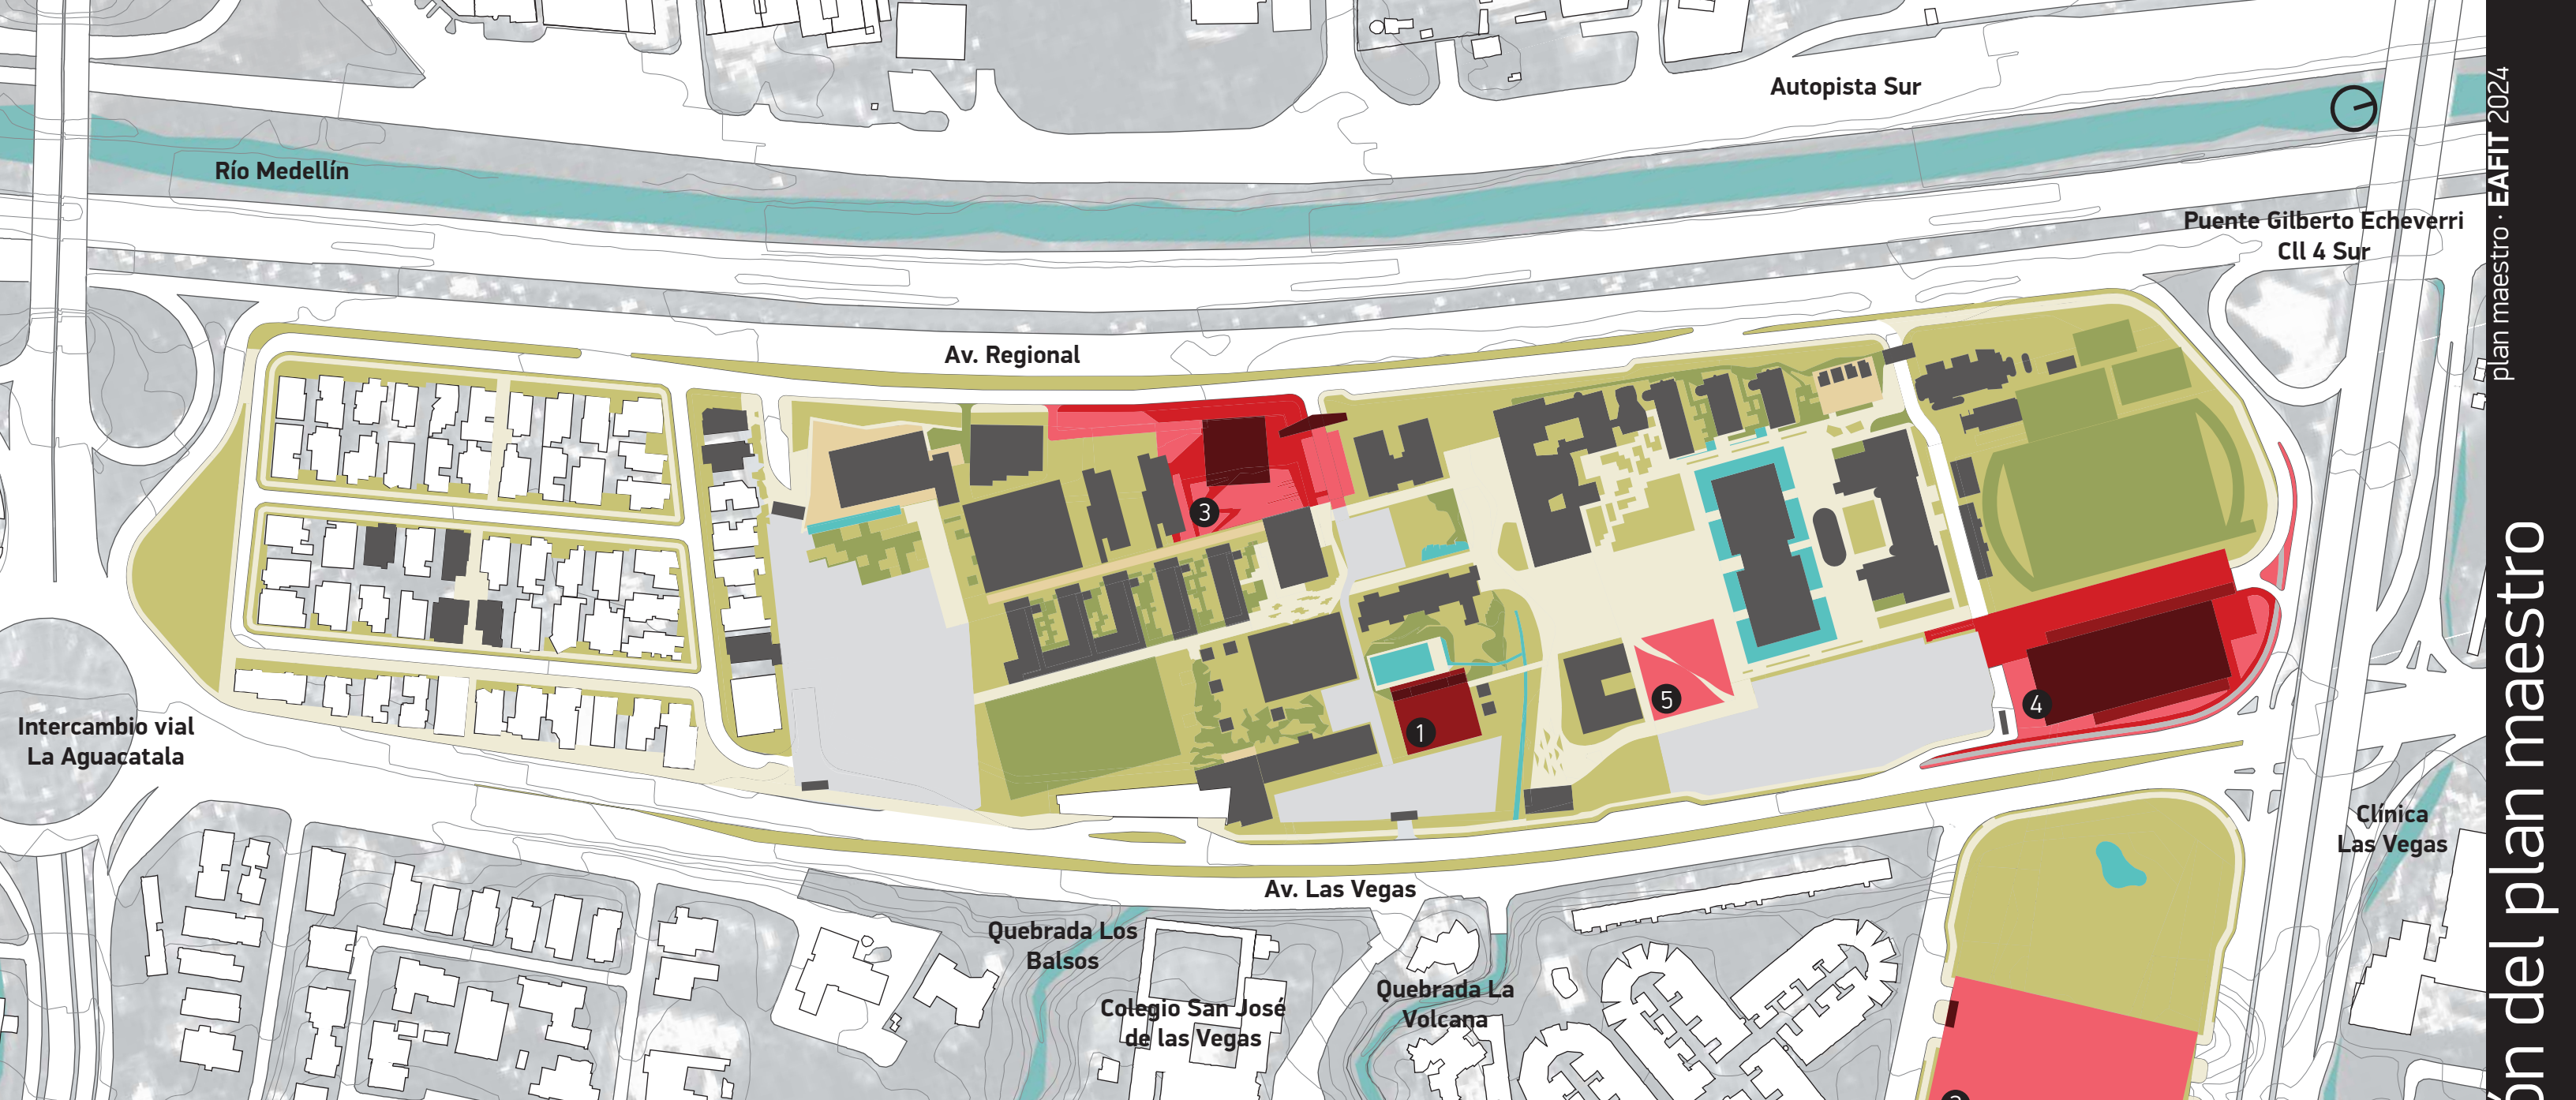 Autopista Sur
Río Medellín
Puente Gilberto Echeverri
Cll 4 Sur
Av. Regional
3
5
4
1
Intercambio vial
La Aguacatala
Clínica
Las Vegas
Av. Las Vegas
Quebrada Los
Balsos
Quebrada La
Volcana
Colegio San José
de las Vegas
plan maestro · EAFIT 2024
ón del plan maestro